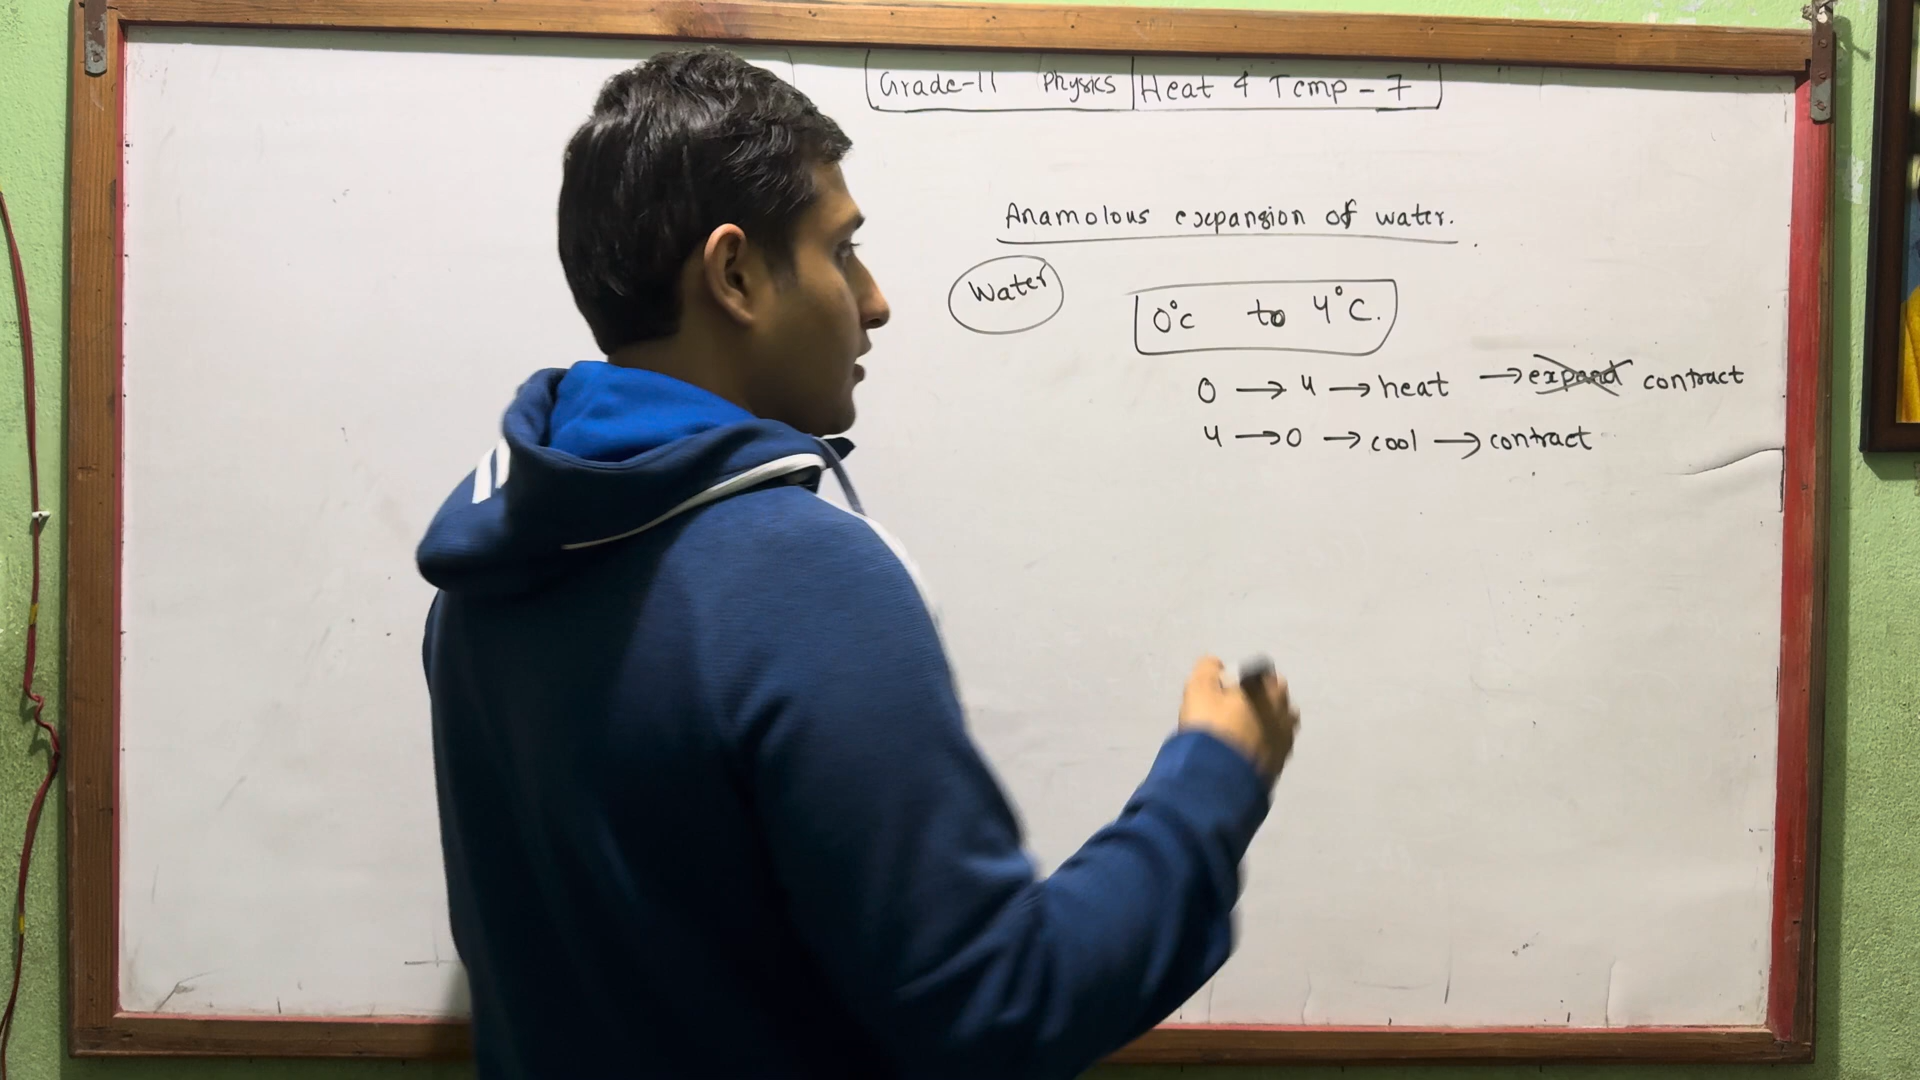 Grade-11 Physics Heat & Temp - 7
Anamolous expansion of water.
Water
0°c to 4°C.
0 → 4 → heat → expand contract
4 → 0 → cool → contract